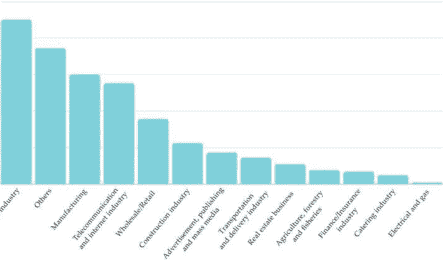 industry
Others
Manufacturing
Telecommunication
and internet industry
Wholesale/Retail
Construction industry
Advertisement, publishing
and mass media
Transportation
and delivery industry
Real estate business
Agriculture, forestry
and fisheries
Finance/Insurance
industry
Catering industry
Electrical and gas